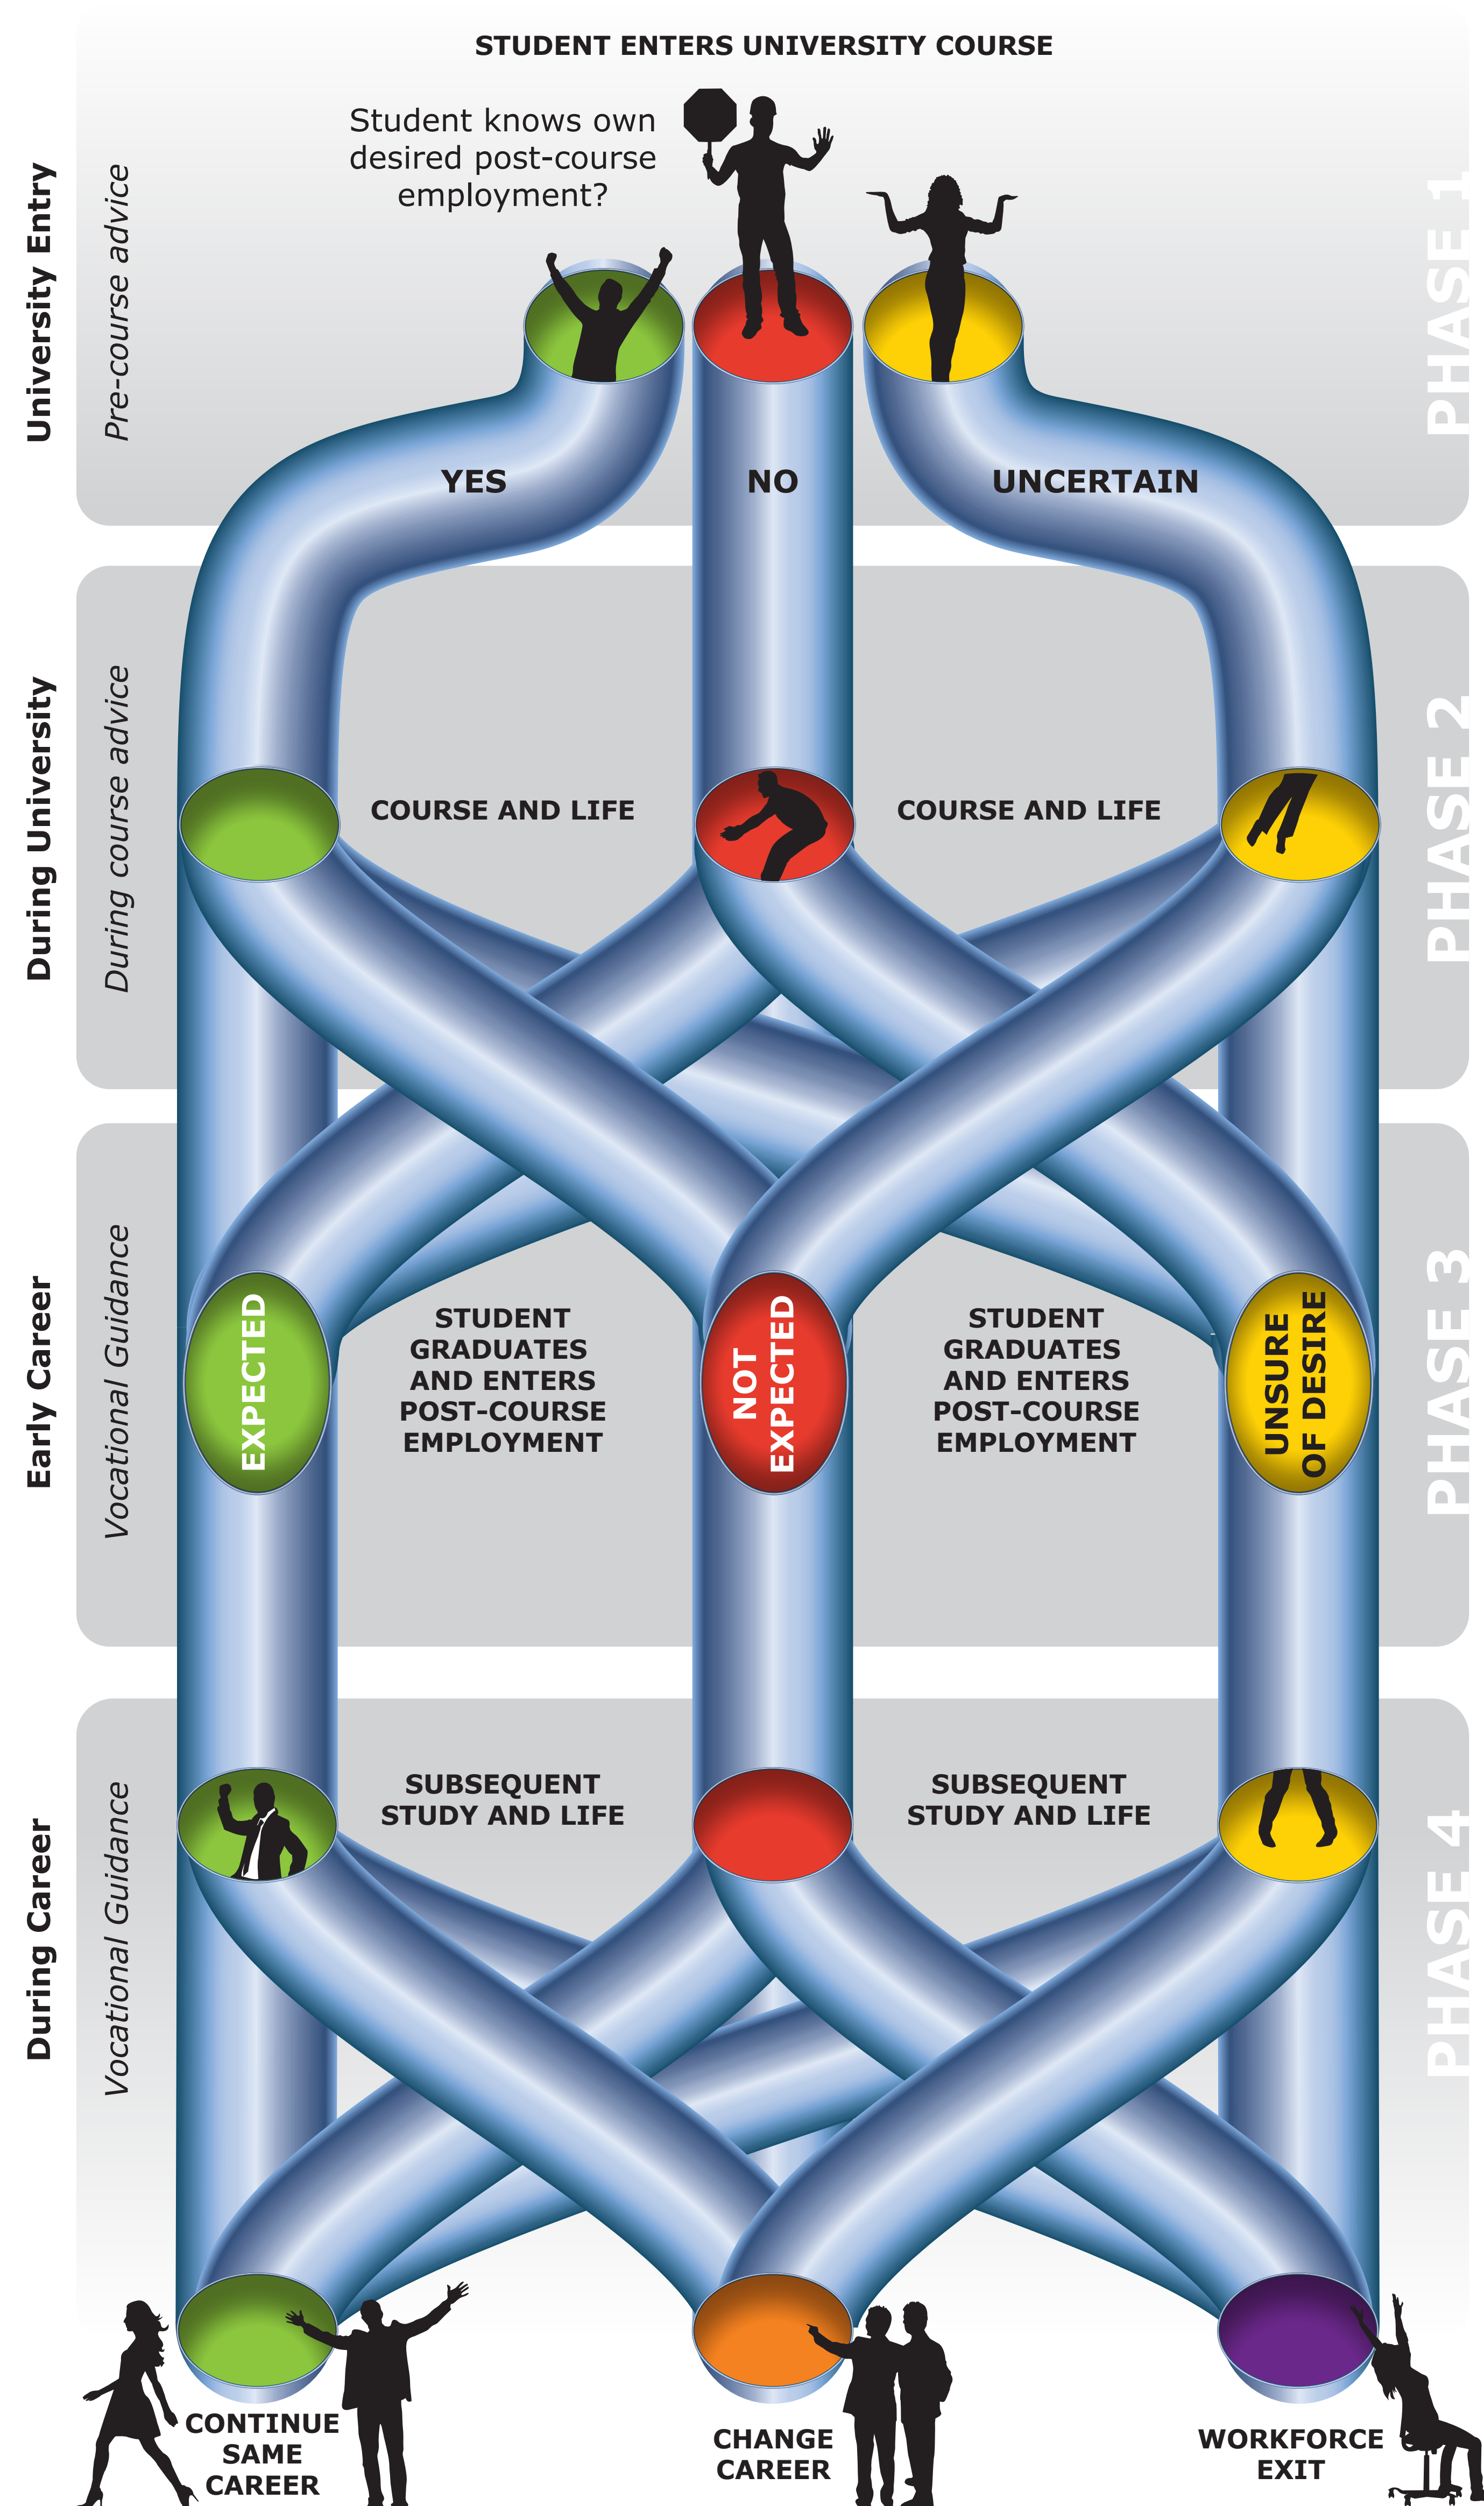 STUDENT ENTERS UNIVERSITY COURSE
Student knows own
desired post-course
employment?
University Entry
Pre-course advice
PHASE 1
YES
NO
UNCERTAIN
During University
During course advice
PHASE 2
COURSE AND LIFE
COURSE AND LIFE
Early Career
Vocational Guidance
PHASE 3
EXPECTED
STUDENT
GRADUATES
AND ENTERS
POST-COURSE
EMPLOYMENT
NOT
EXPECTED
STUDENT
GRADUATES
AND ENTERS
POST-COURSE
EMPLOYMENT
UNSURE
OF DESIRE
During Career
Vocational Guidance
PHASE 4
SUBSEQUENT
STUDY AND LIFE
SUBSEQUENT
STUDY AND LIFE
CONTINUE
SAME
CAREER
CHANGE
CAREER
WORKFORCE
EXIT